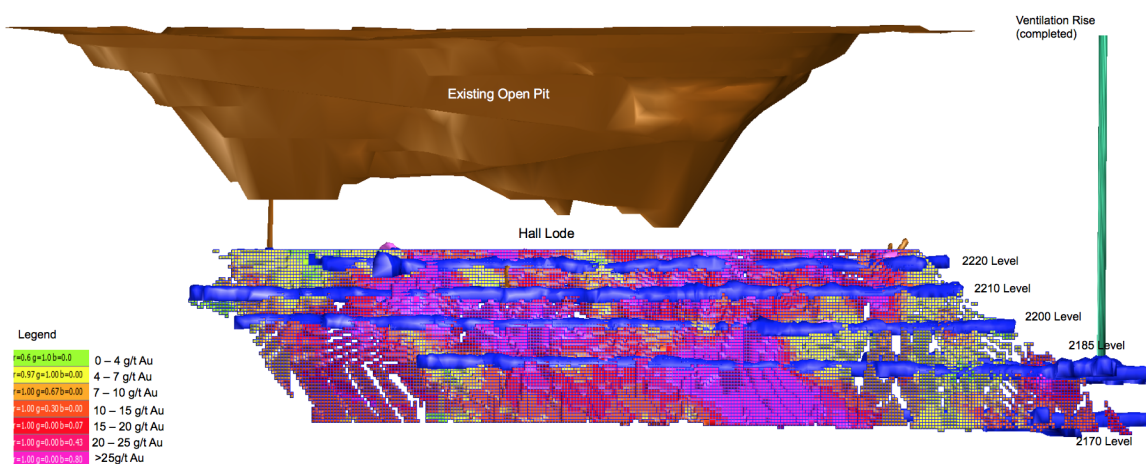 Ventilation Rise
(completed)
Existing Open Pit
Hall Lode
2220 Level
2210 Level
2200 Level
2185 Level
2170 Level
Legend
r=0.6 g=1.0 b=0.0 0 – 4 g/t Au
r=0.97 g=1.00 b=0.00 4 – 7 g/t Au
r=1.00 g=0.67 b=0.00 7 – 10 g/t Au
r=1.00 g=0.30 b=0.00 10 – 15 g/t Au
r=1.00 g=0.00 b=0.07 15 – 20 g/t Au
r=1.00 g=0.00 b=0.43 20 – 25 g/t Au
r=1.00 g=0.00 b=0.80 >25g/t Au